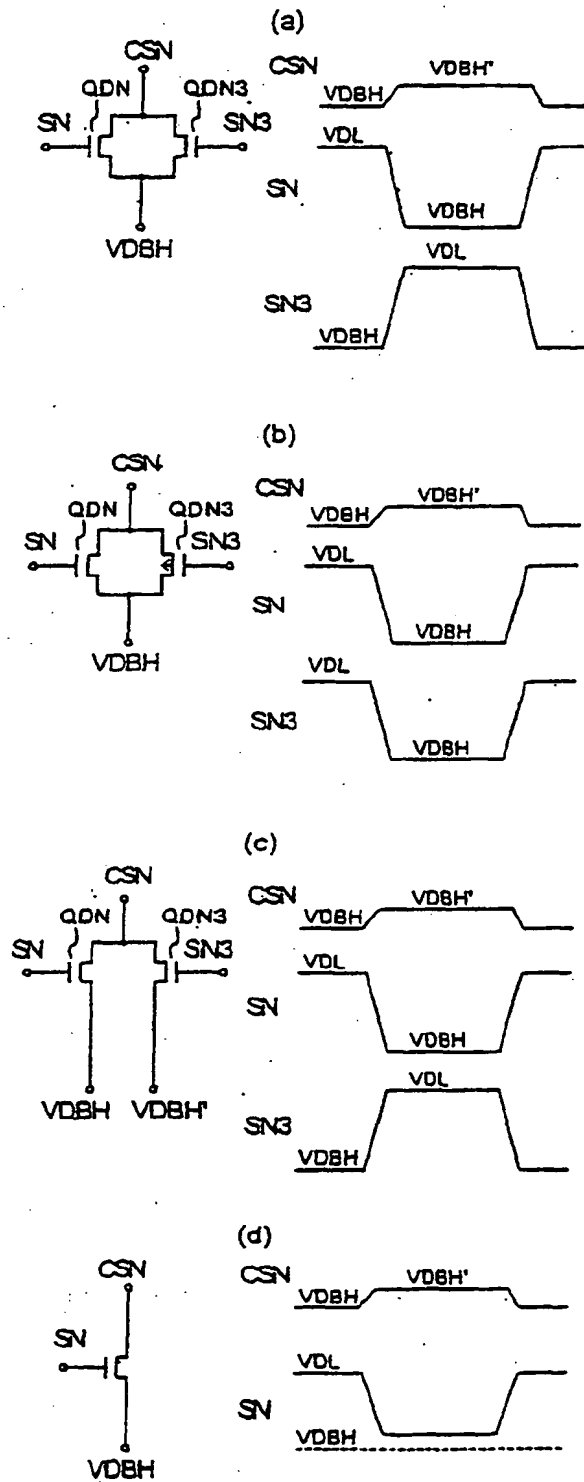 (a)
CSN
QDN
QDN3
SN
SN3
VDBH
CSN
VDBH
VDBH'
SN
VDL
VDBH
SN3
VDL
VDBH
(b)
CSN
QDN
QDN3
SN
SN3
VDBH
CSN
VDBH
VDBH'
SN
VDL
VDBH
SN3
VDL
VDBH
(c)
CSN
QDN
QDN3
SN
SN3
VDBH
VDBH'
CSN
VDBH
VDBH'
SN
VDL
VDBH
SN3
VDL
VDBH
(d)
CSN
SN
VDBH
CSN
VDBH
VDBH'
SN
VDL
VDBH